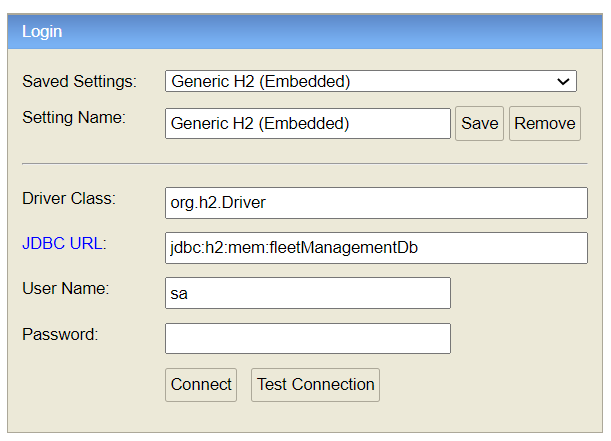 Login
Saved Settings: Generic H2 (Embedded)
Setting Name: Generic H2 (Embedded) Save Remove
Driver Class: org.h2.Driver
JDBC URL: jdbc:h2:mem:fleetManagementDb
User Name: sa
Password:
Connect Test Connection